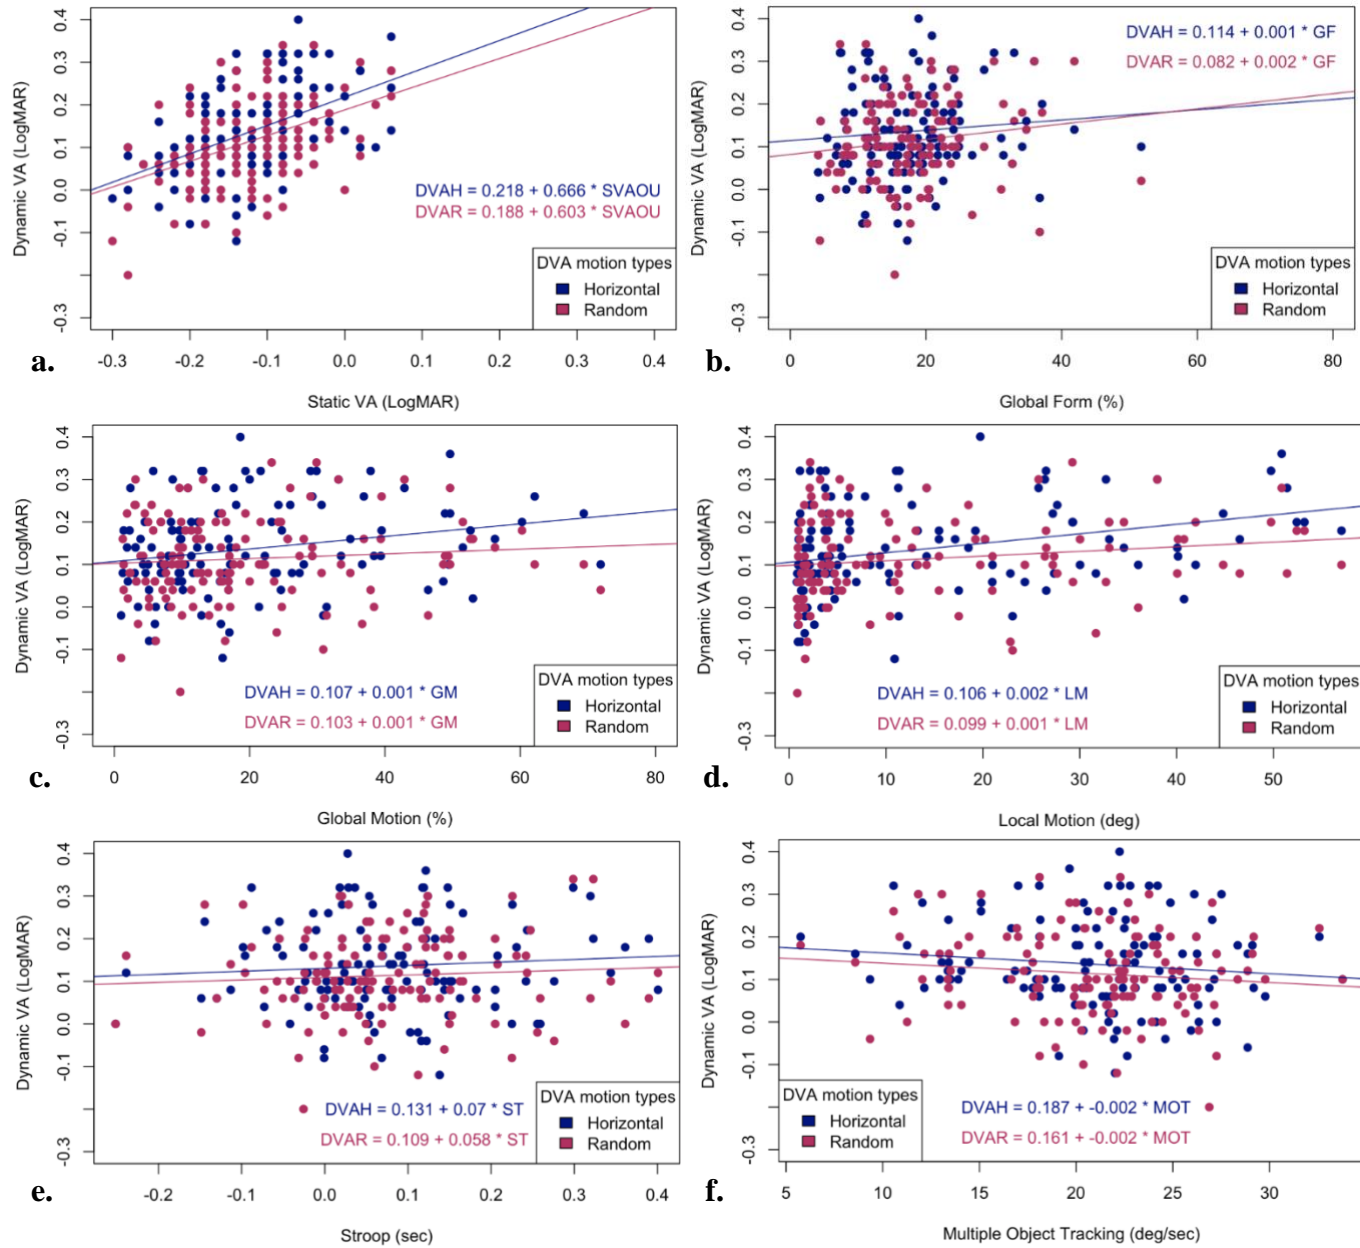 0.4
0.3
0.2
0.1
0.0
-0.1
-0.3
Dynamic VA (LogMAR)
DVAH = 0.218 + 0.666 * SVAOU
DVAR = 0.188 + 0.603 * SVAOU
DVA motion types
Horizontal
Random
-0.3 -0.2 -0.1 0.0 0.1 0.2 0.3 0.4
a.
Static VA (LogMAR)
0.4
0.3
0.2
0.1
0.0
-0.1
-0.3
Dynamic VA (LogMAR)
DVAH = 0.114 + 0.001 * GF
DVAR = 0.082 + 0.002 * GF
DVA motion types
Horizontal
Random
0 20 40 60 80
b.
Global Form (%)
0.4
0.3
0.2
0.1
0.0
-0.1
-0.3
Dynamic VA (LogMAR)
DVAH = 0.107 + 0.001 * GM
DVAR = 0.103 + 0.001 * GM
DVA motion types
Horizontal
Random
0 20 40 60 80
c.
Global Motion (%)
0.4
0.3
0.2
0.1
0.0
-0.1
-0.3
Dynamic VA (LogMAR)
DVAH = 0.106 + 0.002 * LM
DVAR = 0.099 + 0.001 * LM
DVA motion types
Horizontal
Random
0 10 20 30 40 50
d.
Local Motion (deg)
0.4
0.3
0.2
0.1
0.0
-0.1
-0.3
Dynamic VA (LogMAR)
DVAH = 0.131 + 0.07 * ST
DVAR = 0.109 + 0.058 * ST
DVA motion types
Horizontal
Random
-0.2 0.0 0.1 0.2 0.3 0.4
e.
Stroop (sec)
0.4
0.3
0.2
0.1
0.0
-0.1
-0.3
Dynamic VA (LogMAR)
DVA motion types
Horizontal
Random
DVAH = 0.187 + -0.002 * MOT
DVAR = 0.161 + -0.002 * MOT
5 10 15 20 25 30
f.
Multiple Object Tracking (deg/sec)